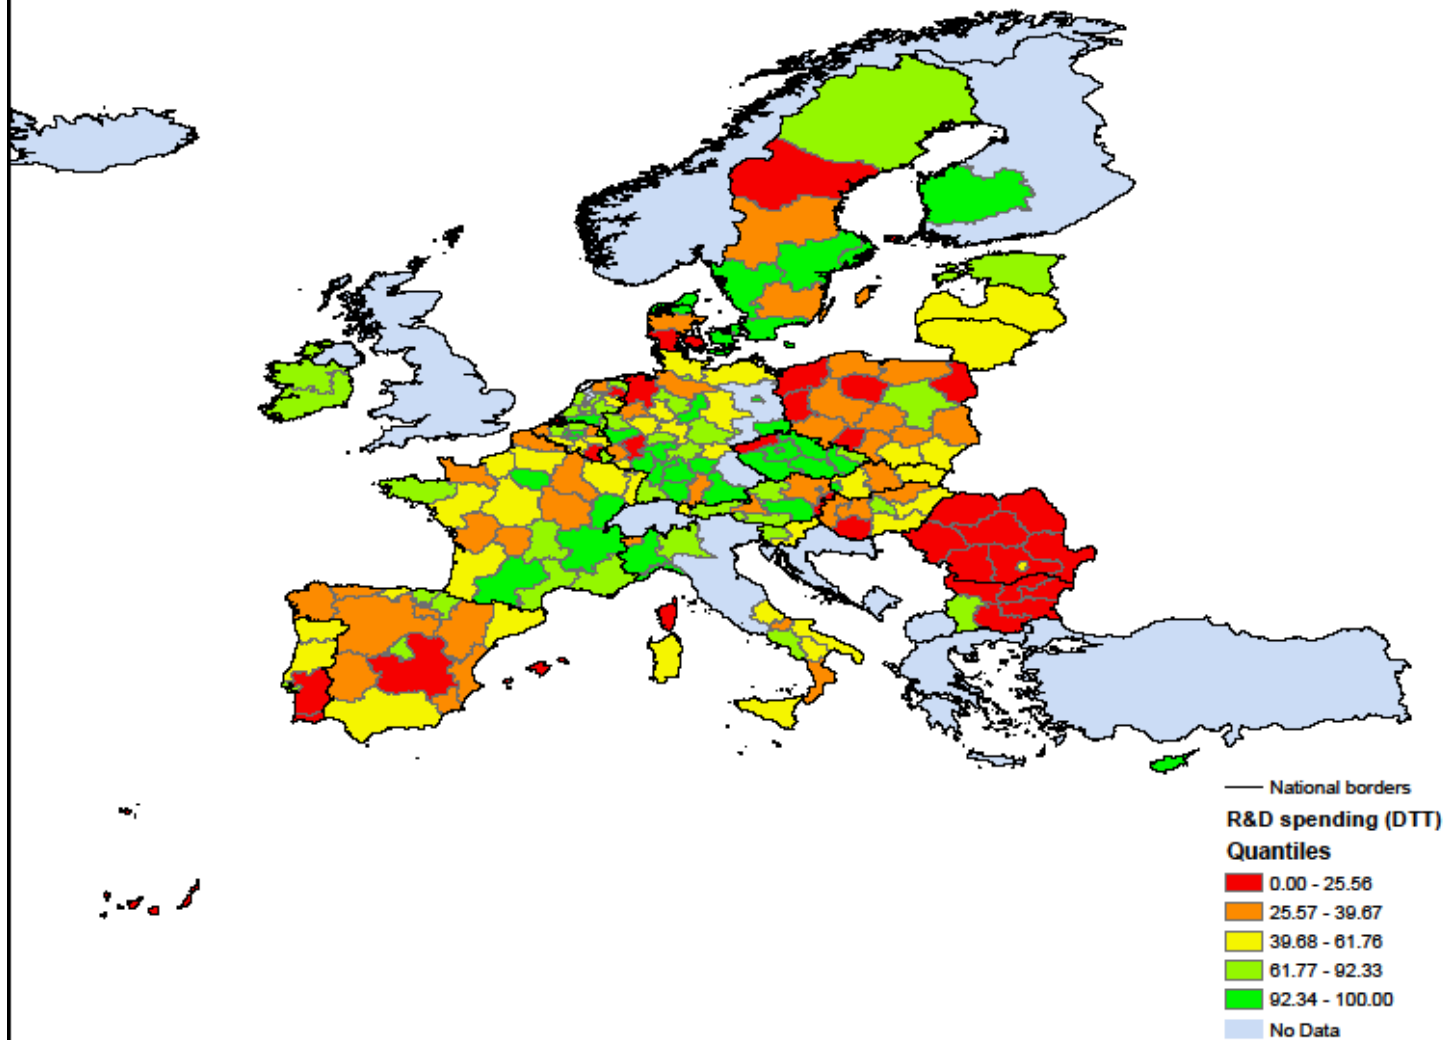 National borders
R&D spending (DTT)
Quantiles
0.00 - 25.56
25.57 - 39.67
39.68 - 61.76
61.77 - 92.33
92.34 - 100.00
No Data